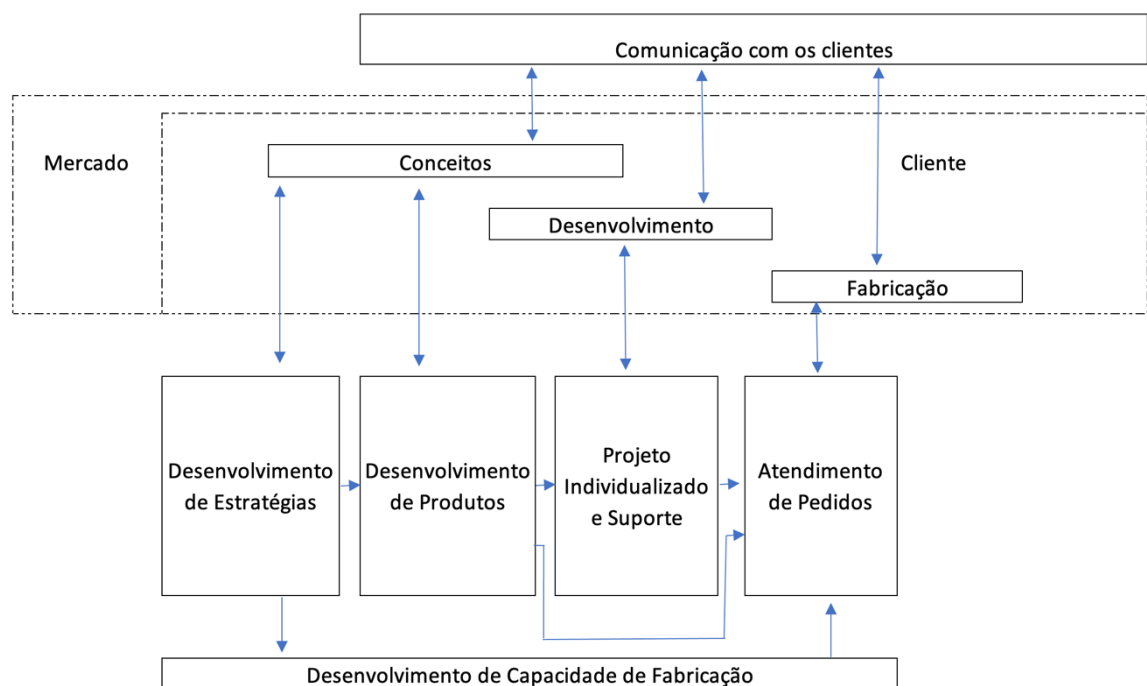 Comunicação com os clientes
Mercado
Conceitos
Cliente
Desenvolvimento
Fabricação
Desenvolvimento
de Estratégias
Desenvolvimento
de Produtos
Projeto
Individualizado
e Suporte
Atendimento
de Pedidos
Desenvolvimento de Capacidade de Fabricação